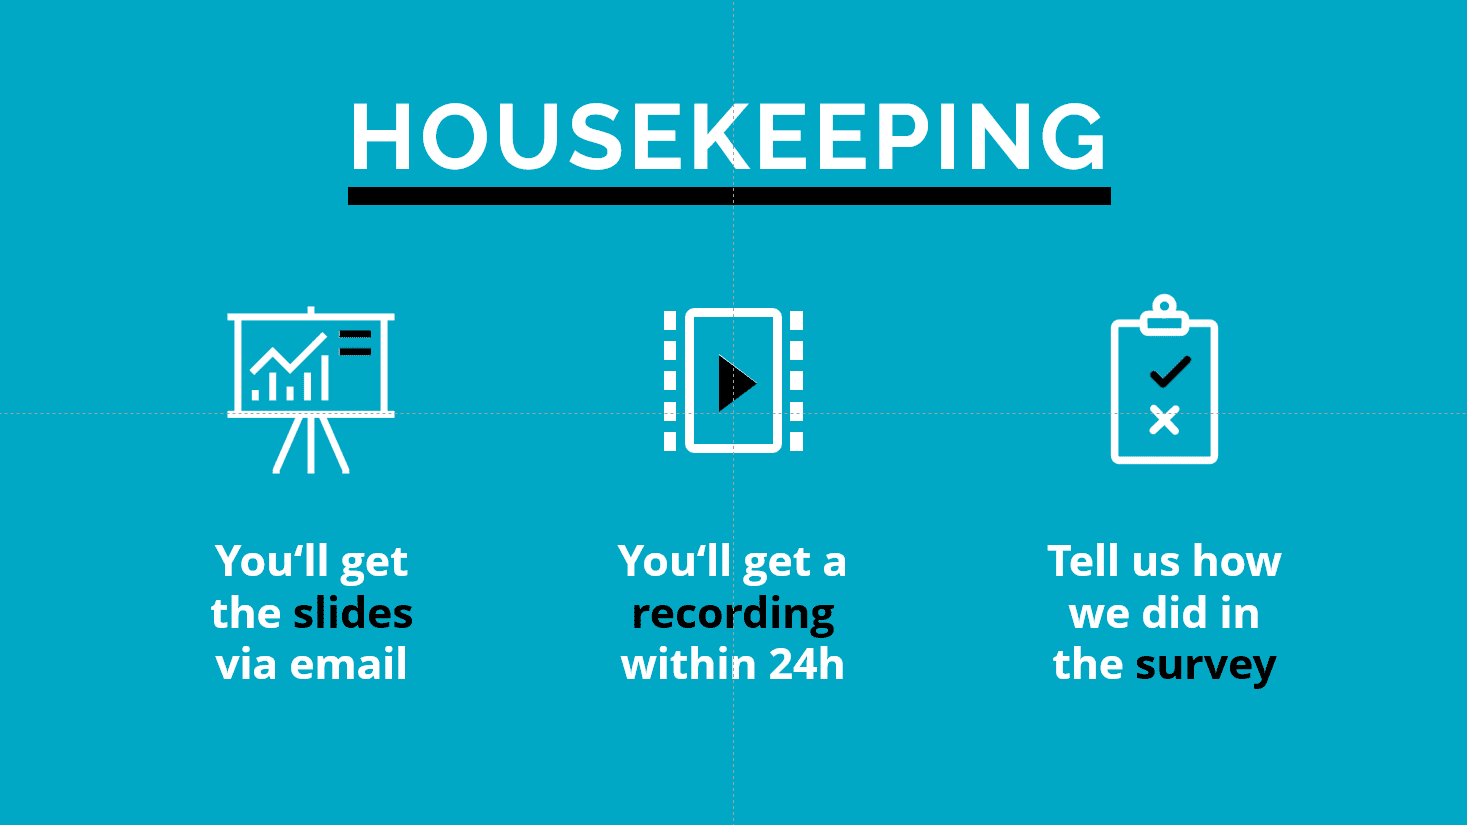 HOUSEKEEPING
You‘ll get
the slides
via email
You‘ll get a
recording
within 24h
Tell us how
we did in
the survey